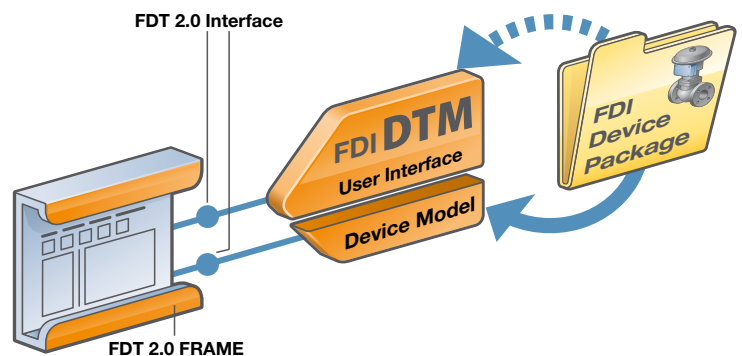 FDT 2.0 Interface
FDI DTM
User Interface
Device Model
FDI
Device
Package
FDT 2.0 FRAME